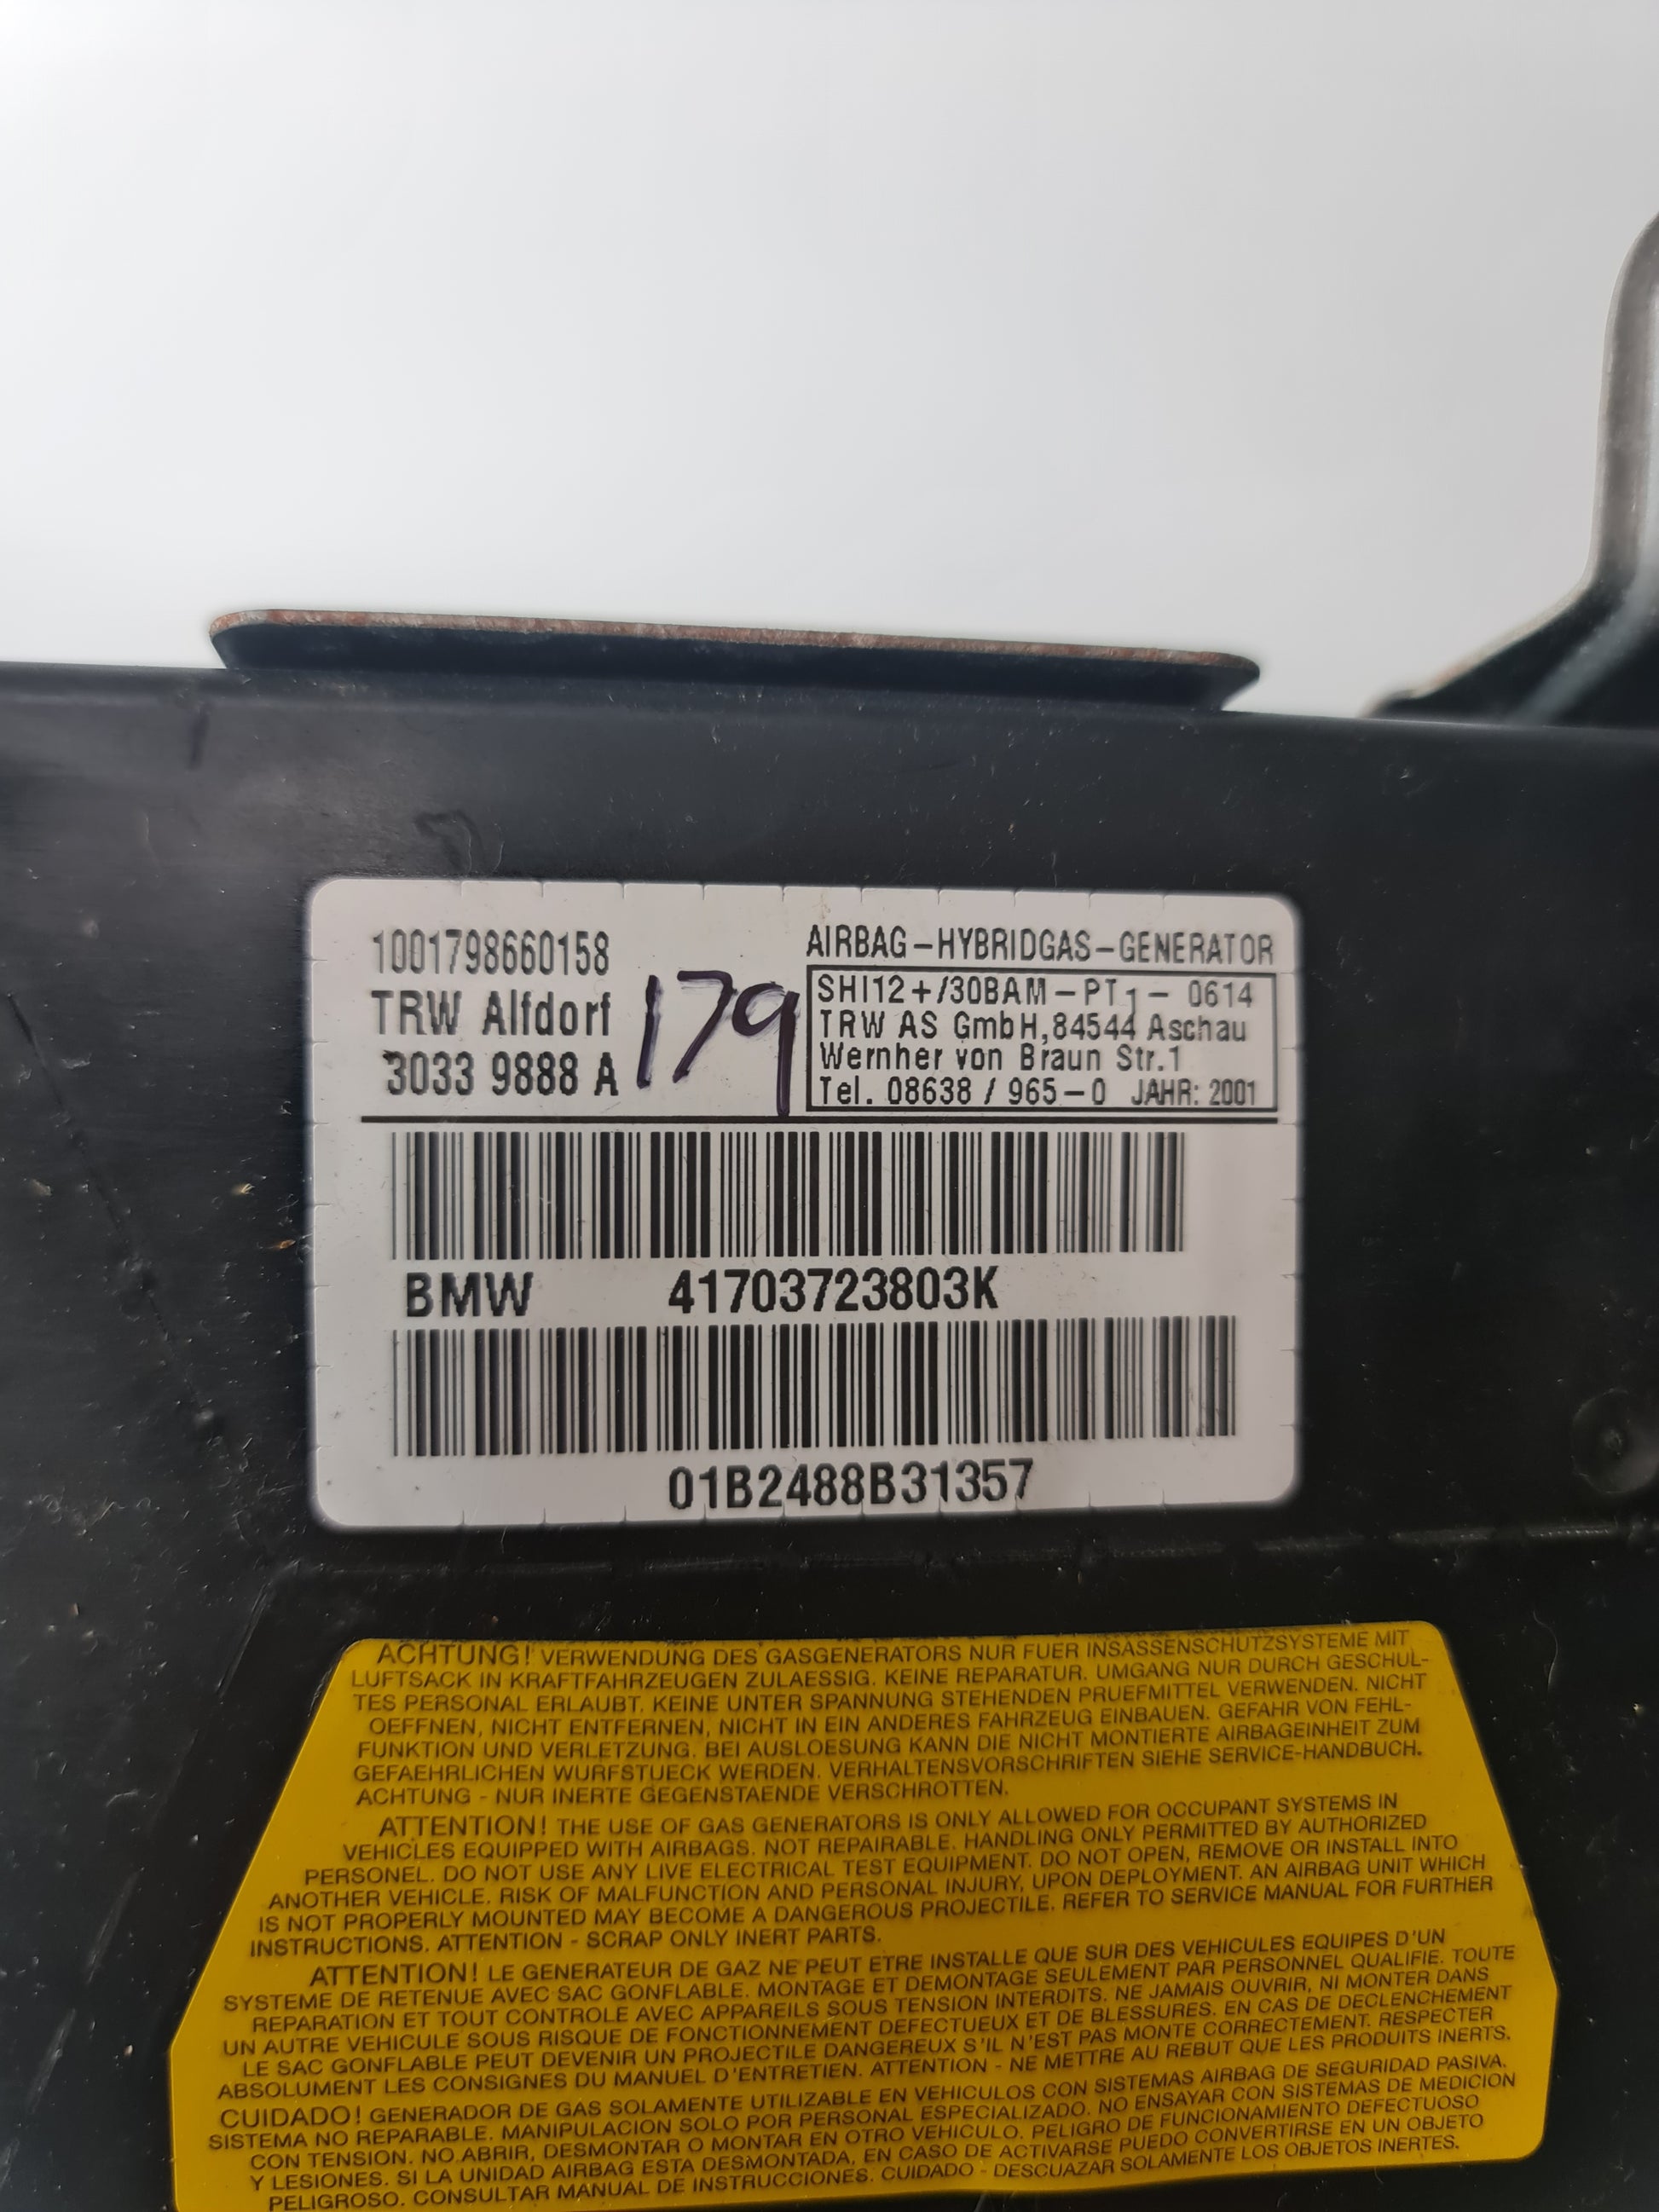 1001798660158
TRW Alfdorf
3033 9888 A
179
AIRBAG-HYBRIDGAS-GENERATOR
SHI12+/30BAM-PT1- 0614
TRW AS GmbH,84544 Aschau
Wernher von Braun Str.1
Tel. 08638 / 965-0 JAHR: 2001
BMW 41703723803K
01B2488B31357
ACHTUNG! VERWENDUNG DES GASGENERATORS NUR FUER INSASSENSCHUTZSYSTEME MIT
LUFTSACK IN KRAFTFAHRZEUGEN ZULAESSIG. KEINE REPARATUR. UMGANG NUR DURCH GESCHUL-
TES PERSONAL ERLAUBT. KEINE UNTER SPANNUNG STEHENDEN PRUEFMITTEL VERWENDEN. NICHT
OEFFNEN, NICHT ENTFERNEN, NICHT IN EIN ANDERES FAHRZEUG EINBAUEN. GEFAHR VON FEHL-
FUNKTION UND VERLETZUNG. BEI AUSLOESUNG KANN DIE NICHT MONTIERTE AIRBAGEINHEIT ZUM
GEFAEHRLICHEN WURFSTUECK WERDEN. VERHALTENSVORSCHRIFTEN SIEHE SERVICE-HANDBUCH.
ACHTUNG - NUR INERTE GEGENSTAENDE VERSCHROTTEN.
ATTENTION! THE USE OF GAS GENERATORS IS ONLY ALLOWED FOR OCCUPANT SYSTEMS IN
VEHICLES EQUIPPED WITH AIRBAGS. NOT REPAIRABLE. HANDLING ONLY PERMITTED BY AUTHORIZED
PERSONEL. DO NOT USE ANY LIVE ELECTRICAL TEST EQUIPMENT. DO NOT OPEN, REMOVE OR INSTALL INTO
ANOTHER VEHICLE. RISK OF MALFUNCTION AND PERSONAL INJURY, UPON DEPLOYMENT. AN AIRBAG UNIT WHICH
IS NOT PROPERLY MOUNTED MAY BECOME A DANGEROUS PROJECTILE. REFER TO SERVICE MANUAL FOR FURTHER
INSTRUCTIONS. ATTENTION - SCRAP ONLY INERT PARTS.
ATTENTION! LE GENERATEUR DE GAZ NE PEUT ETRE INSTALLE QUE SUR DES VEHICULES EQUIPES D'UN
SYSTEME DE RETENUE AVEC SAC GONFLABLE. MONTAGE ET DEMONTAGE SEULEMENT PAR PERSONNEL QUALIFIE. TOUTE
REPARATION ET TOUT CONTROLE AVEC APPAREILS SOUS TENSION INTERDITS. NE JAMAIS OUVRIR, NI MONTER DANS
UN AUTRE VEHICULE SOUS RISQUE DE FONCTIONNEMENT DEFECTUEUX ET DE BLESSURES. EN CAS DE DECLENCHEMENT
LE SAC GONFLABLE PEUT DEVENIR UN PROJECTILE DANGEREUX S'IL N'EST PAS MONTE CORRECTEMENT. RESPECTER
ABSOLUMENT LES CONSIGNES DU MANUEL D'ENTRETIEN. ATTENTION - NE METTRE AU REBUT QUE LES PRODUITS INERTS.
CUIDADO! GENERADOR DE GAS SOLAMENTE UTILIZABLE EN VEHICULOS CON SISTEMAS AIRBAG DE SEGURIDAD PASIVA.
SISTEMA NO REPARABLE. MANIPULACION SOLO POR PERSONAL ESPECIALIZADO. NO ENSAYAR CON SISTEMAS DE MEDICION
CON TENSION. NO ABRIR, DESMONTAR O MONTAR EN OTRO VEHICULO. PELIGRO DE FUNCIONAMIENTO DEFECTUOSO
Y LESIONES. SI LA UNIDAD AIRBAG ESTA DESMONTADA, EN CASO DE ACTIVARSE PUEDO CONVERTIRSE EN UN OBJETO
PELIGROSO. CONSULTAR MANUAL DE INSTRUCCIONES. CUIDADO - DESCUAZAR SOLAMENTE LOS OBJETOS INERTES.